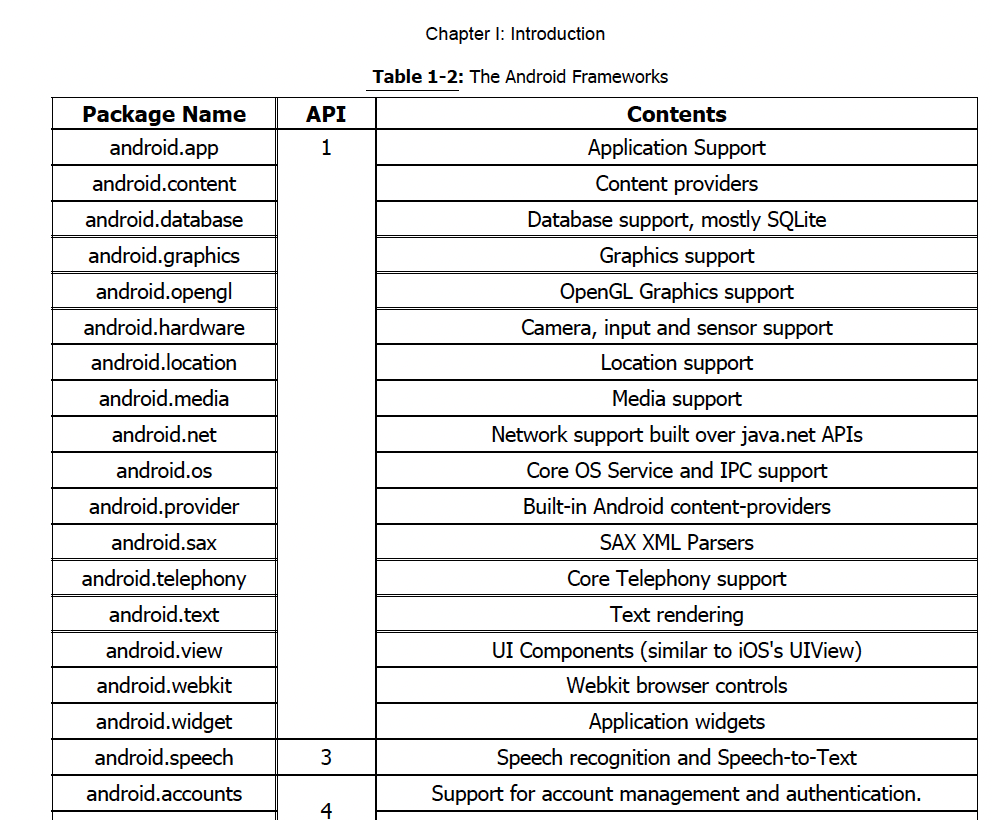 Chapter I: Introduction
Table 1-2: The Android Frameworks
Package Name API Contents
android.app 1 Application Support
android.content Content providers
android.database Database support, mostly SQLite
android.graphics Graphics support
android.opengl OpenGL Graphics support
android.hardware Camera, input and sensor support
android.location Location support
android.media Media support
android.net Network support built over java.net APIs
android.os Core OS Service and IPC support
android.provider Built-in Android content-providers
android.sax SAX XML Parsers
android.telephony Core Telephony support
android.text Text rendering
android.view UI Components (similar to iOS's UIView)
android.webkit Webkit browser controls
android.widget Application widgets
android.speech 3 Speech recognition and Speech-to-Text
android.accounts Support for account management and authentication.
4